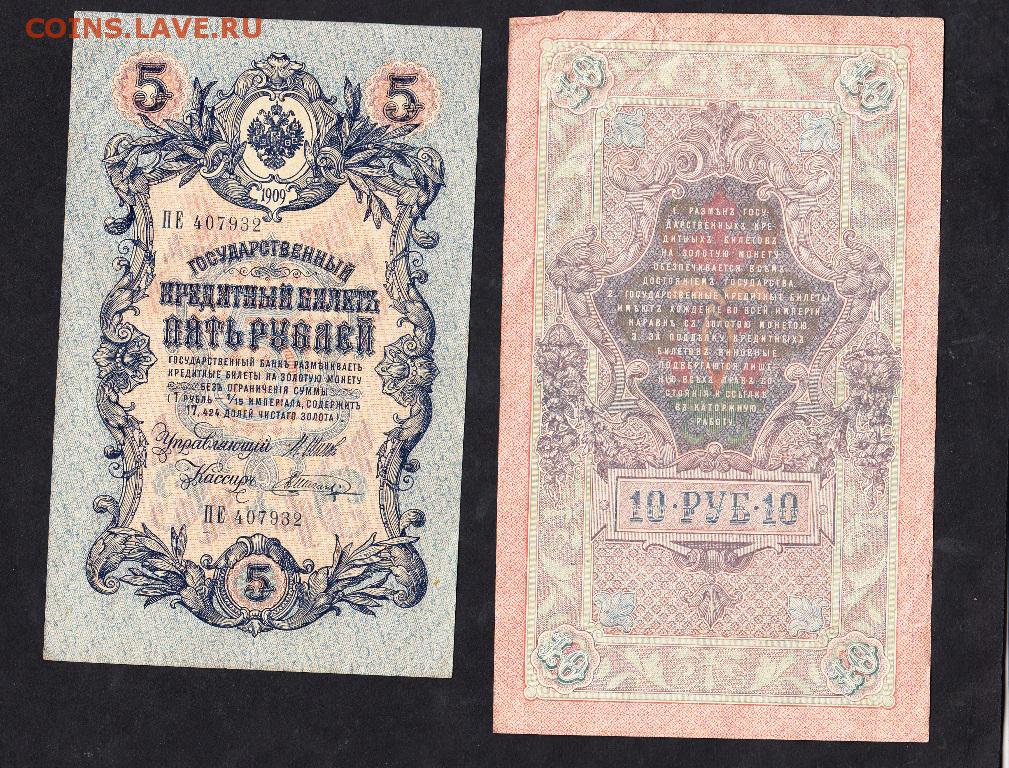 COINS.LAVE.RU
5 5
1909
ПЕ 407932
ГОСУДАРСТВЕННЫЙ
КРЕДИТНЫЙ БИЛЕТЪ
ПЯТЬ РУБЛЕЙ
ГОСУДАРСТВЕННЫЙ БАНКЪ РАЗМѢНИВАЕТЪ
КРЕДИТНЫЕ БИЛЕТЫ НА ЗОЛОТУЮ МОНЕТУ
БЕЗЪ ОГРАНИЧЕНІЯ СУММЫ
(1 РУБЛЬ = 1/15 ИМПЕРІАЛА, СОДЕРЖИТЪ
17,424 ДОЛЕЙ ЧИСТАГО ЗОЛОТА).
Управляющій
Кассиръ
ПЕ 407932
5
10 10
1. РАЗМѢНЪ ГОСУ
ДАРСТВЕННЫХЪ КРЕ-
ДИТНЫХЪ БИЛЕТОВЪ
НА ЗОЛОТУЮ МОНЕТУ
ОБЕЗПЕЧИВАЕТСЯ ВСѢМЪ
ДОСТОЯНІЕМЪ ГОСУДАРСТВА.
2. ГОСУДАРСТВЕННЫЕ КРЕДИТНЫЕ БИЛЕТЫ
ИМѢЮТЪ ХОЖДЕНІЕ ВО ВСЕЙ ИМПЕРІИ
НАРАВНѢ СЪ ЗОЛОТОЮ МОНЕТОЮ.
3. ЗА ПОДДѢЛКУ КРЕДИТНЫХЪ
БИЛЕТОВЪ ВИНОВНЫЕ
ПОДВЕРГАЮТСЯ ЛИШЕ-
НІЮ ВСѢХЪ ПРАВЪ СО
СТОЯНІЯ И ССЫЛКѢ
ВЪ КАТОРЖНУЮ
РАБОТУ.
10·РУБ·10
10 10